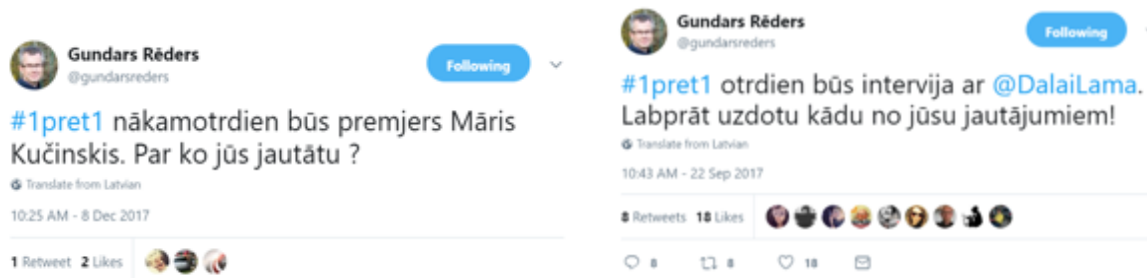 Gundars Rēders
@gundarsreders
Following
#1pret1 nākamotrdien būs premjers Māris
Kučinskis. Par ko jūs jautātu ?
Translate from Latvian
10:25 AM - 8 Dec 2017
1 Retweet 2 Likes
Gundars Rēders
@gundarsreders
Following
#1pret1 otrdien būs intervija ar @DalaiLama.
Labprāt uzdotu kādu no jūsu jautājumiem!
Translate from Latvian
10:43 AM - 22 Sep 2017
8 Retweets 18 Likes
8 8 18